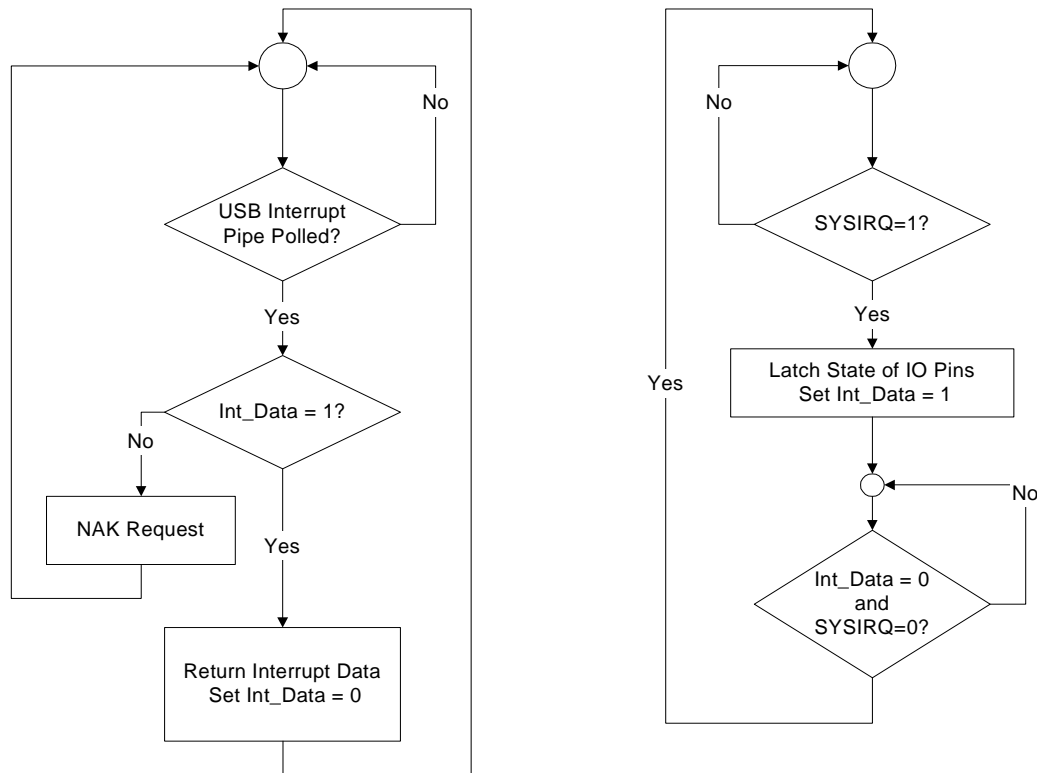 No
USB Interrupt
Pipe Polled?
Yes
Int_Data = 1?
No
NAK Request
Yes
Return Interrupt Data
Set Int_Data = 0
No
SYSIRQ=1?
Yes
Latch State of IO Pins
Set Int_Data = 1
Yes
No
Int_Data = 0
and
SYSIRQ=0?